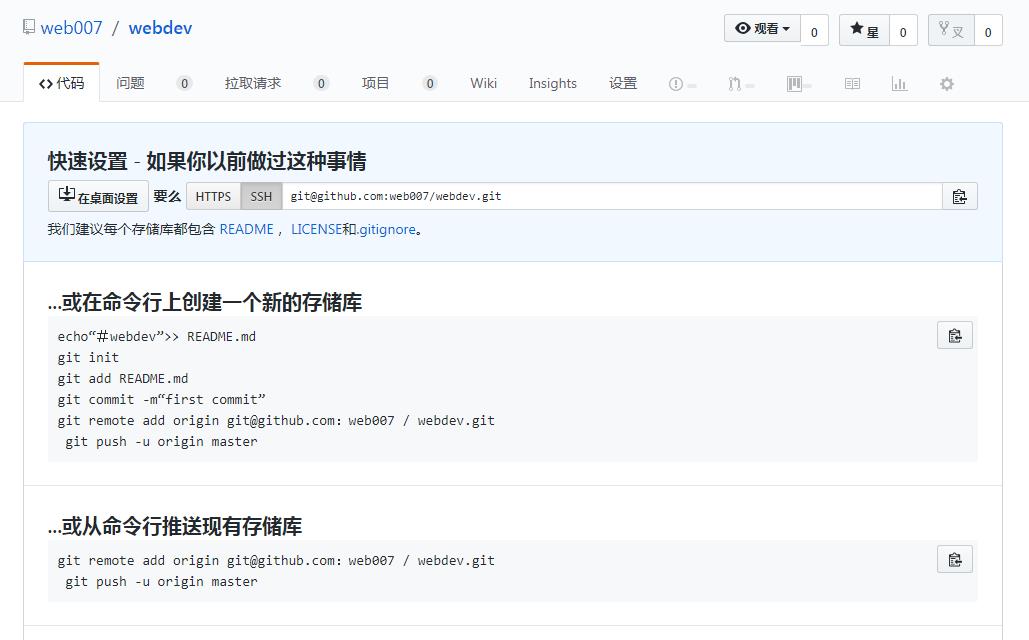 web007 / webdev
观看 0 星 0 叉 0
代码 问题 0 拉取请求 0 项目 0 Wiki Insights 设置
快速设置 - 如果你以前做过这种事情
在桌面设置 要么 HTTPS SSH git@github.com:web007/webdev.git
我们建议每个存储库都包含 README ， LICENSE和.gitignore。
...或在命令行上创建一个新的存储库
echo“＃webdev”>> README.md
git init
git add README.md
git commit -m“first commit”
git remote add origin git@github.com：web007 / webdev.git
git push -u origin master
...或从命令行推送现有存储库
git remote add origin git@github.com：web007 / webdev.git
git push -u origin master